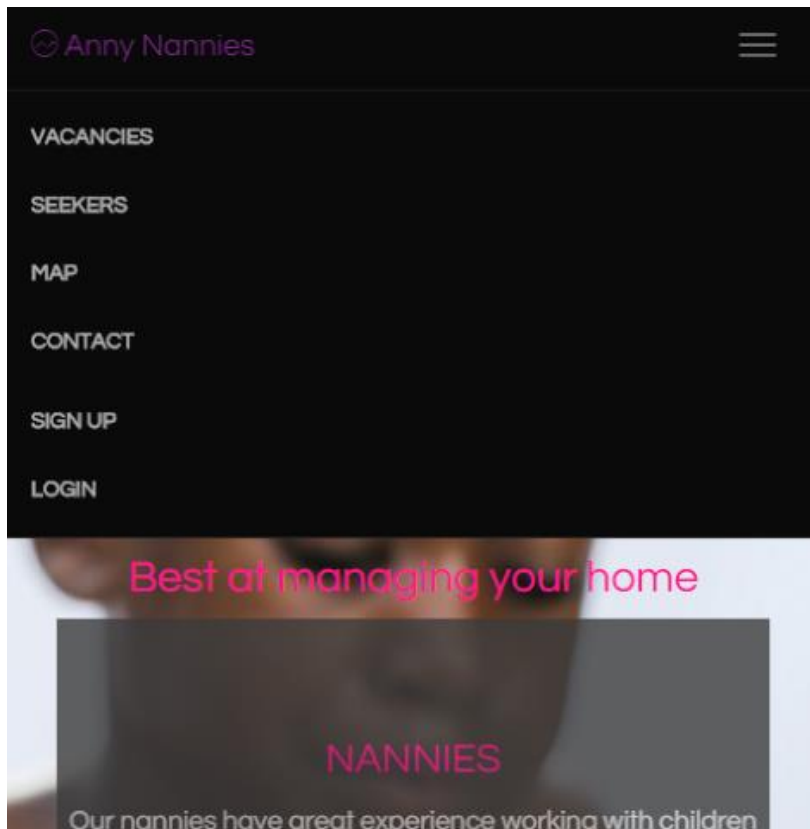 Anny Nannies
VACANCIES
SEEKERS
MAP
CONTACT
SIGN UP
LOGIN
Best at managing your home
NANNIES
Our nannies have great experience working with children